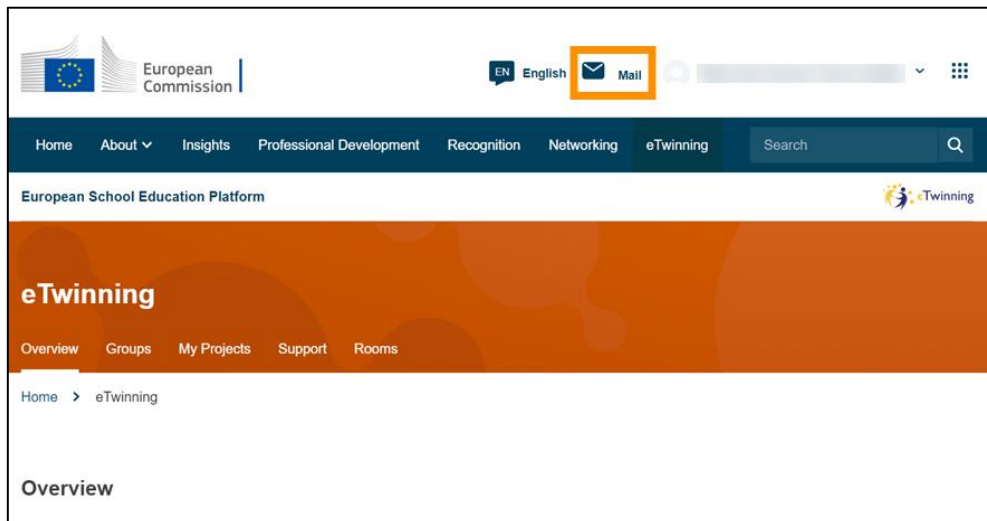 European
Commission
EN English Mail
Home About Insights Professional Development Recognition Networking eTwinning Search
European School Education Platform
eTwinning
eTwinning
Overview Groups My Projects Support Rooms
Home > eTwinning
Overview